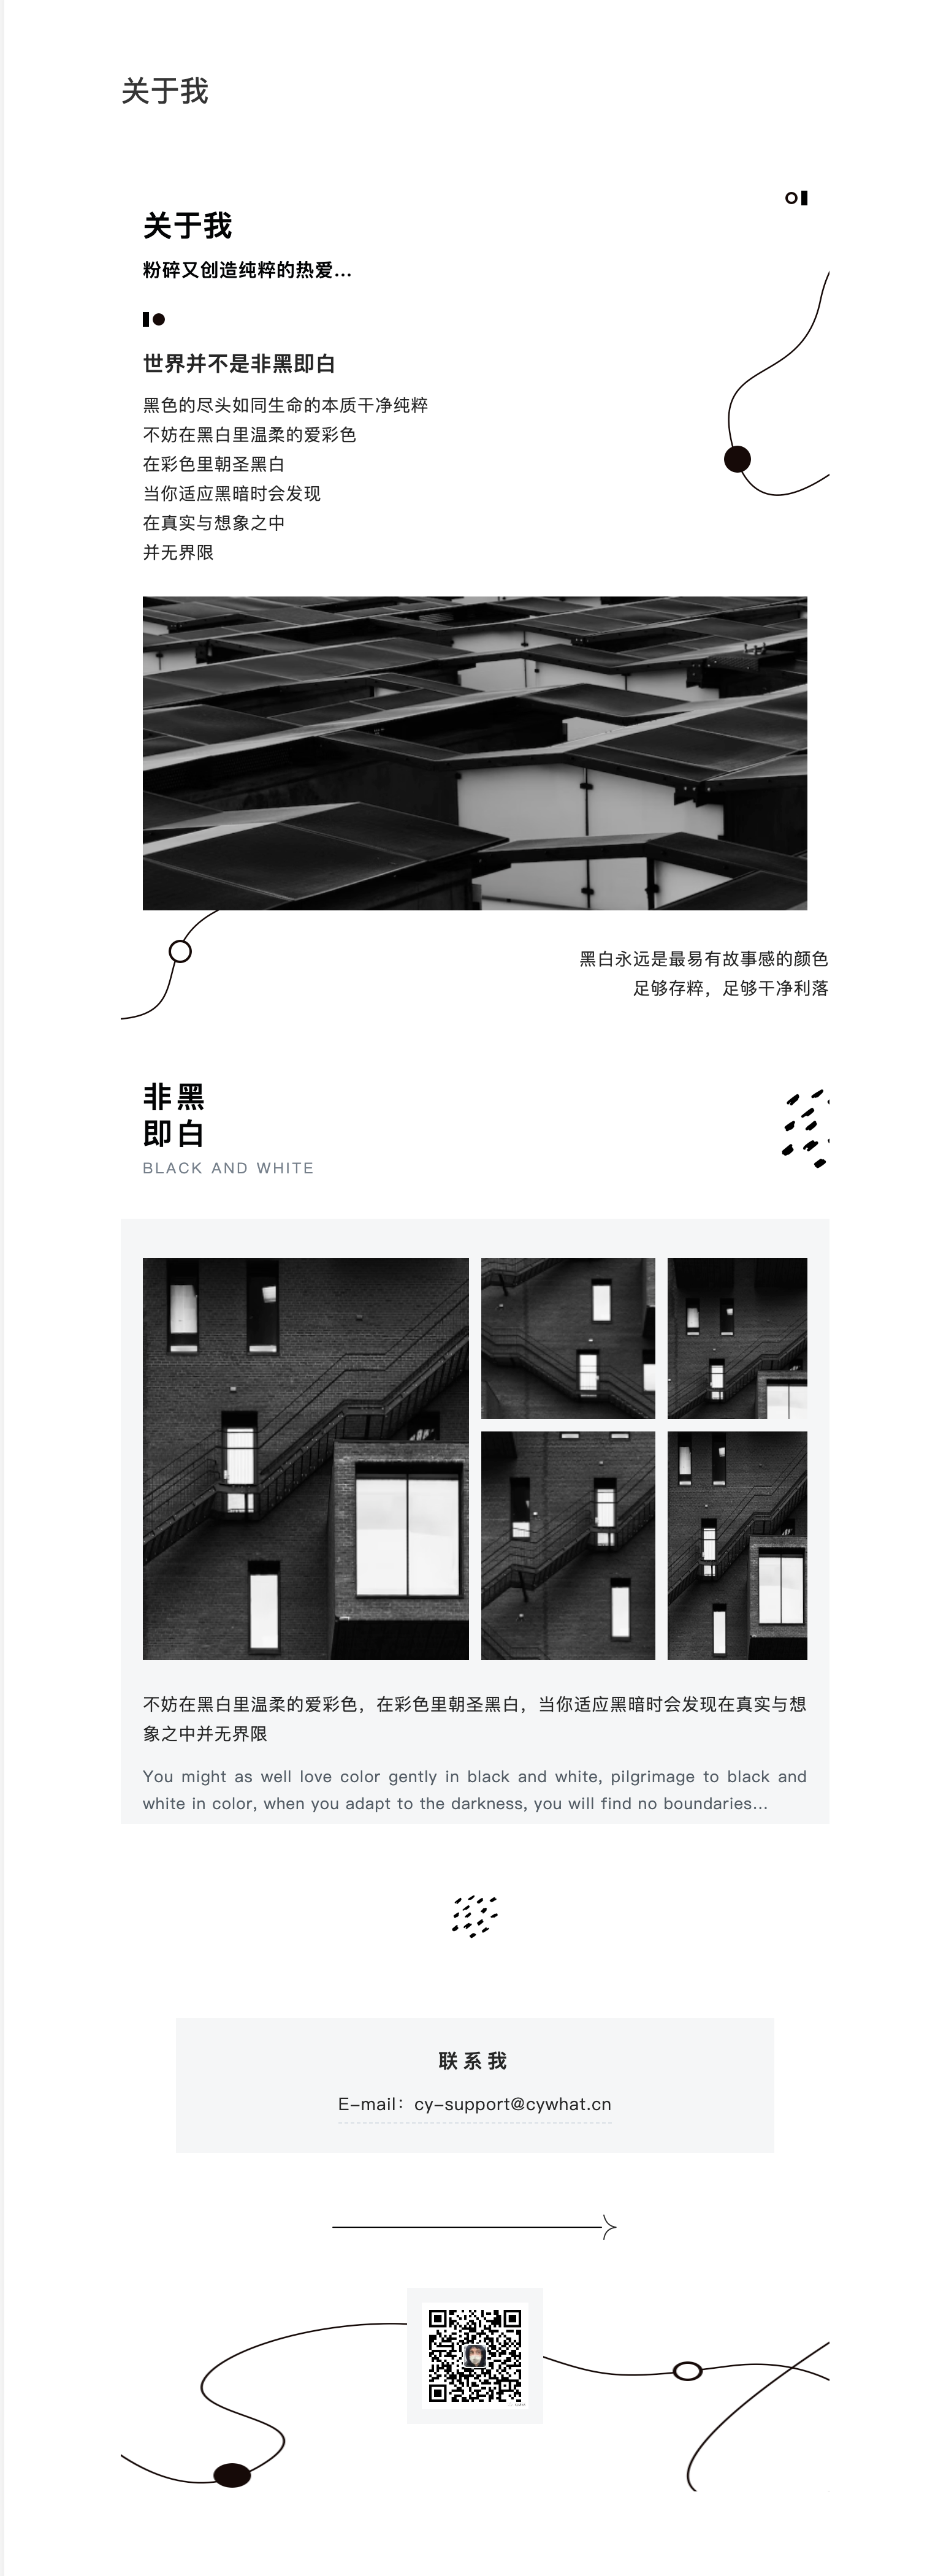 关于我
关于我
粉碎又创造纯粹的热爱...
世界并不是非黑即白
黑色的尽头如同生命的本质干净纯粹
不妨在黑白里温柔的爱彩色
在彩色里朝圣黑白
当你适应黑暗时会发现
在真实与想象之中
并无界限
黑白永远是最易有故事感的颜色
足够存粹，足够干净利落
非黑
即白
BLACK AND WHITE
不妨在黑白里温柔的爱彩色，在彩色里朝圣黑白，当你适应黑暗时会发现在真实与想
象之中并无界限
You might as well love color gently in black and white, pilgrimage to black and
white in color, when you adapt to the darkness, you will find no boundaries...
联系我
E-mail：cy-support@cywhat.cn